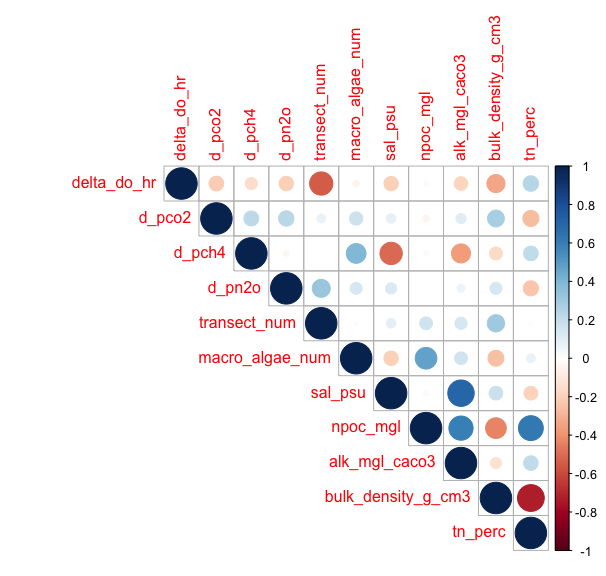 delta_do_hr
d_pco2
d_pch4
d_pn2o
transect_num
macro_algae_num
sal_psu
npoc_mgl
alk_mgl_caco3
bulk_density_g_cm3
tn_perc
delta_do_hr
d_pco2
d_pch4
d_pn2o
transect_num
macro_algae_num
sal_psu
npoc_mgl
alk_mgl_caco3
bulk_density_g_cm3
tn_perc
1
0.8
0.6
0.4
0.2
0
-0.2
-0.4
-0.6
-0.8
-1